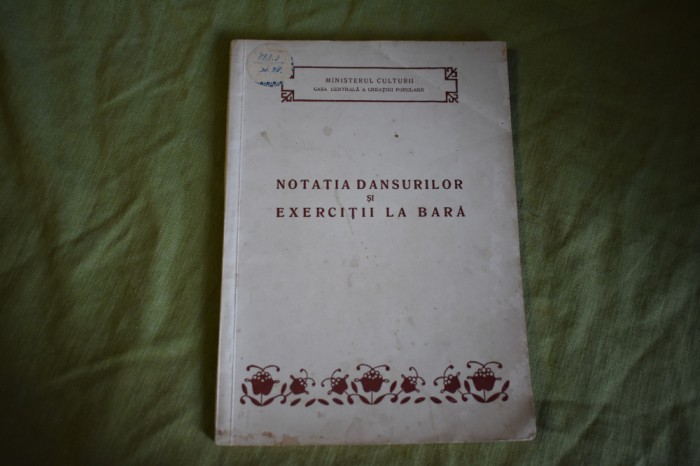 MINISTERUL CULTURII
CASA CENTRALĂ A CREAȚIEI POPULARE
NOTAȚIA DANSURILOR
ȘI
EXERCIȚII LA BARĂ